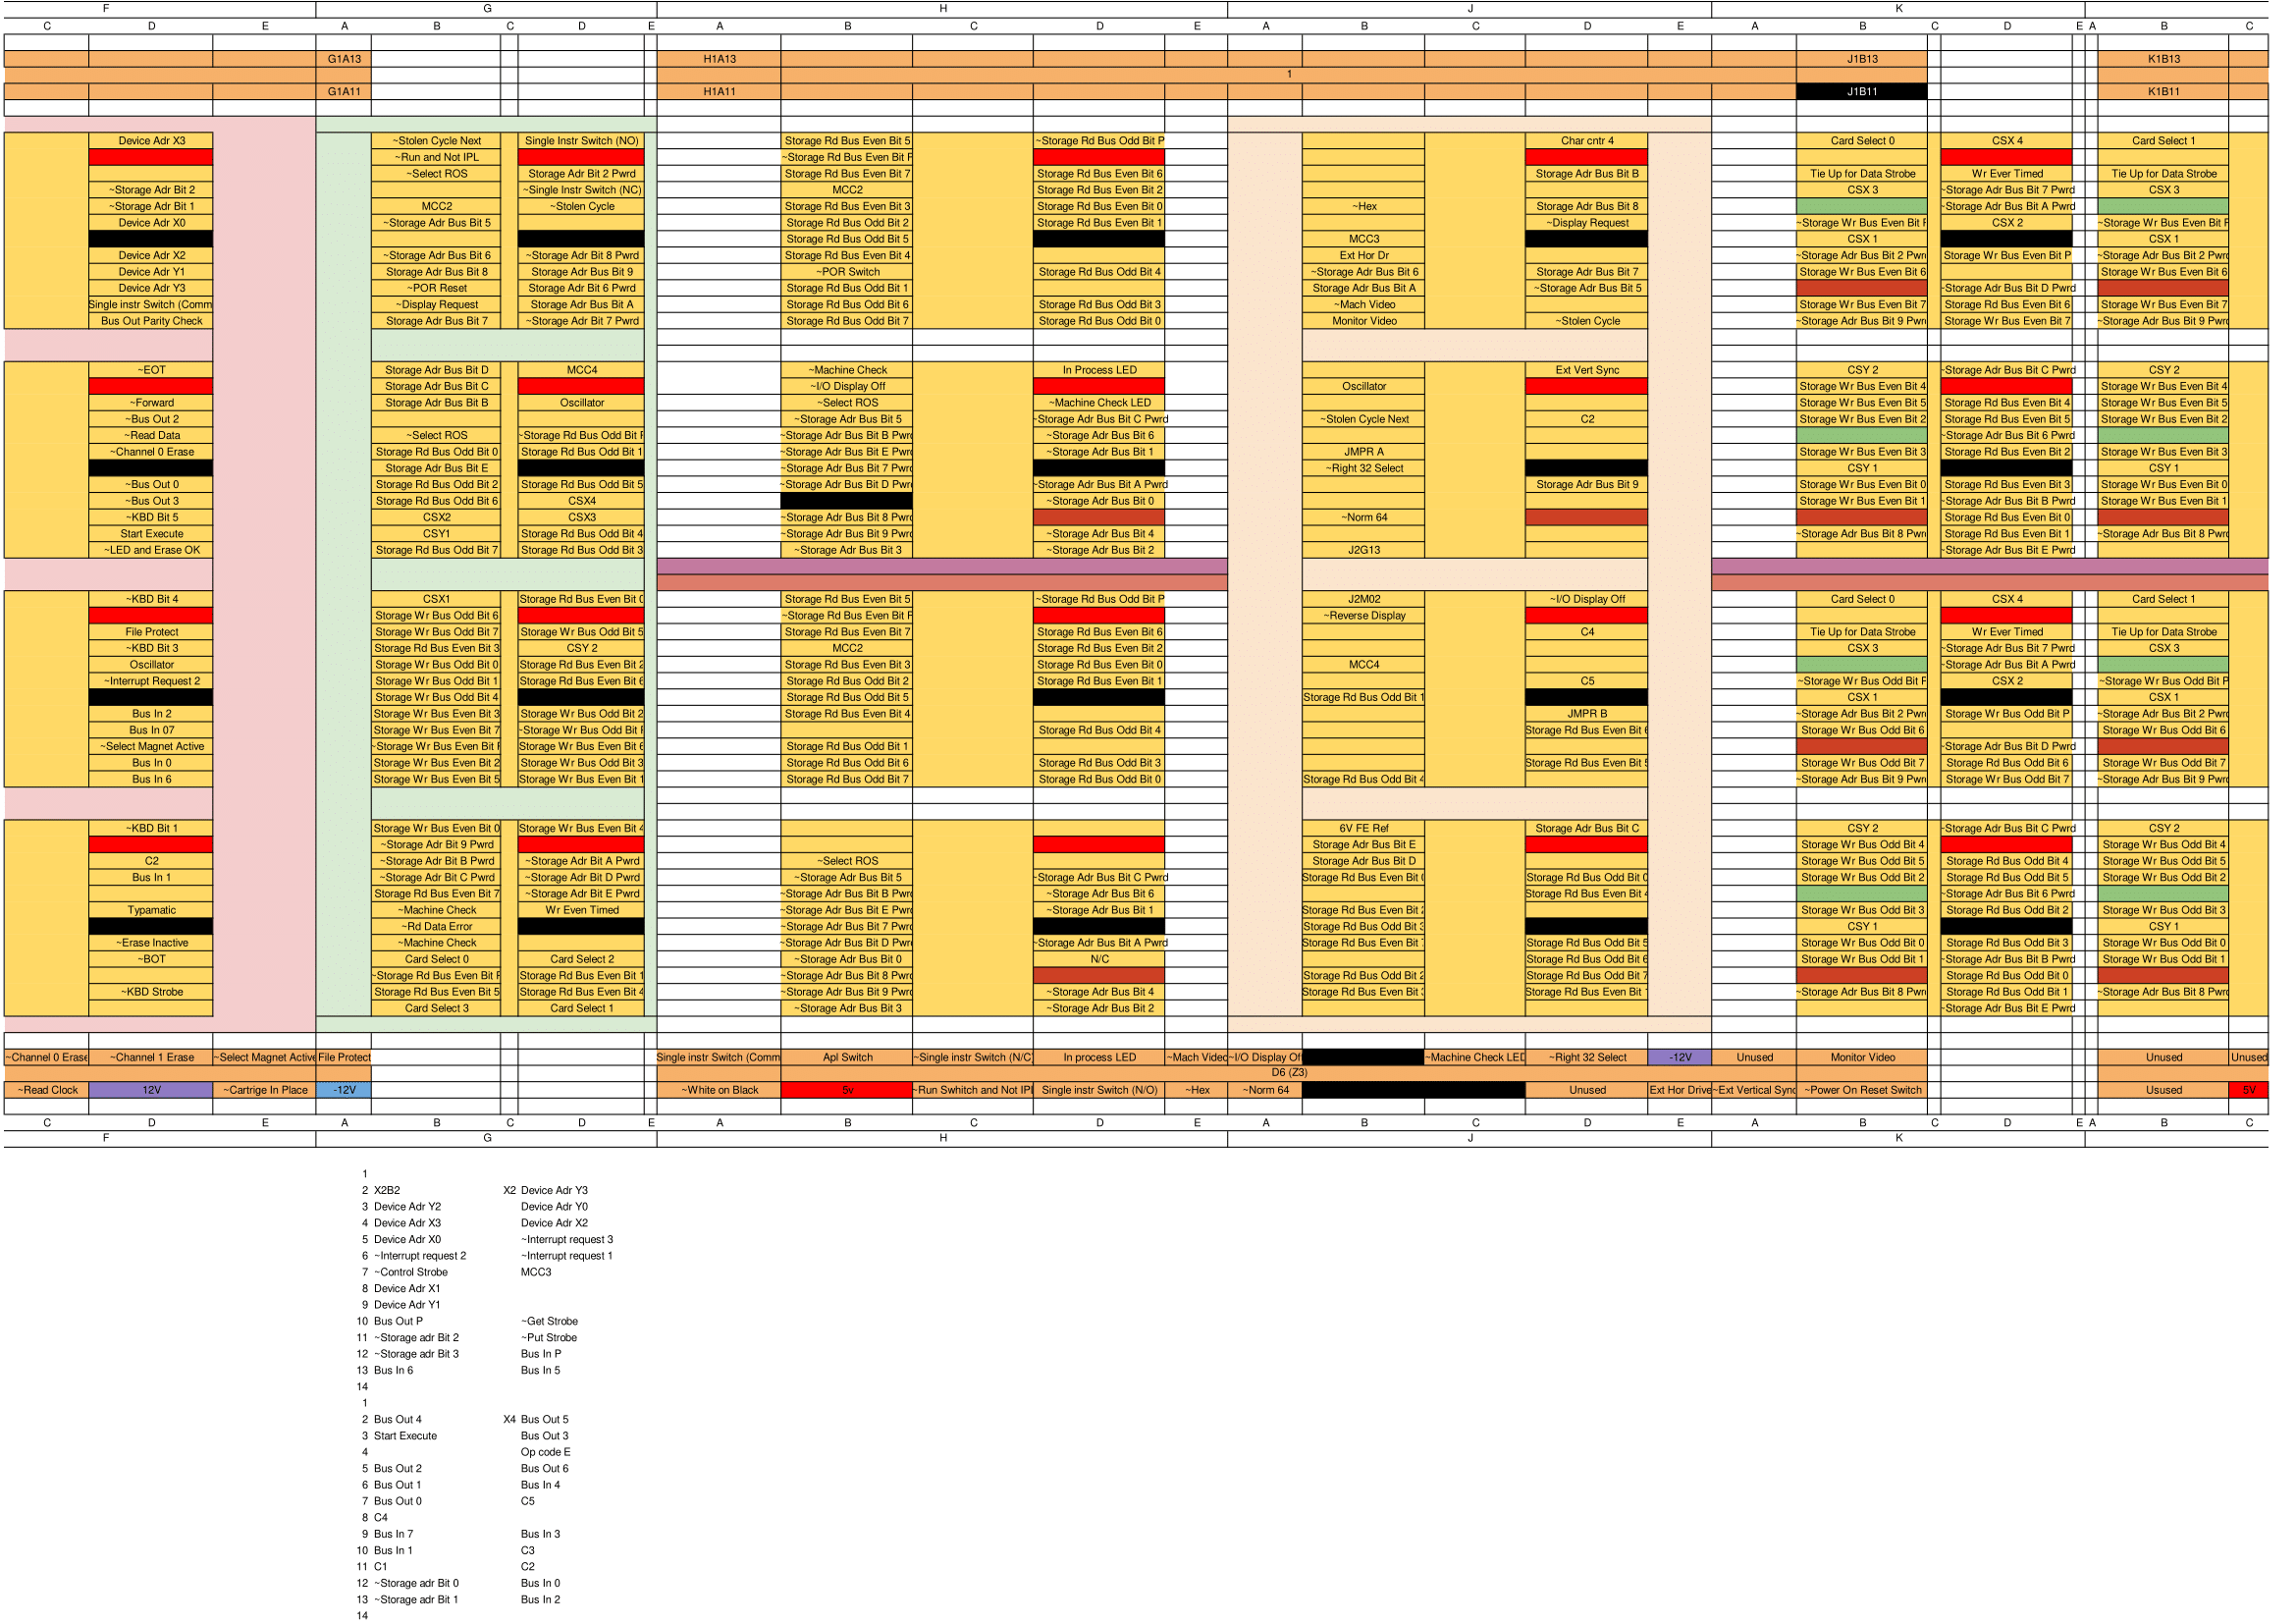 F G H J K
C D E A B C D E A B C D E A B C D E A B C D E A B C
G1A13 H1A13 J1B13 K1B13
1
G1A11 H1A11 J1B11 K1B11
Device Adr X3 ~Stolen Cycle Next Single Instr Switch (NO) Storage Rd Bus Even Bit 5 ~Storage Rd Bus Odd Bit P Char cntr 4 Card Select 0 CSX 4 Card Select 1
~Run and Not IPL ~Storage Rd Bus Even Bit P
~Select ROS Storage Adr Bit 2 Pwrd Storage Rd Bus Even Bit 7 Storage Rd Bus Even Bit 6 Storage Adr Bus Bit B Tie Up for Data Strobe Wr Ever Timed Tie Up for Data Strobe
~Storage Adr Bit 2 ~Single Instr Switch (NC) MCC2 Storage Rd Bus Even Bit 2 CSX 3 ~Storage Adr Bus Bit 7 Pwrd CSX 3
~Storage Adr Bit 1 MCC2 ~Stolen Cycle Storage Rd Bus Even Bit 3 Storage Rd Bus Even Bit 0 ~Hex Storage Adr Bus Bit 8 ~Storage Adr Bus Bit A Pwrd
Device Adr X0 ~Storage Adr Bus Bit 5 Storage Rd Bus Odd Bit 2 Storage Rd Bus Even Bit 1 ~Display Request ~Storage Wr Bus Even Bit P CSX 2 ~Storage Wr Bus Even Bit P
Storage Rd Bus Odd Bit 5 MCC3 CSX 1 CSX 1
Device Adr X2 ~Storage Adr Bus Bit 6 ~Storage Adr Bit 8 Pwrd Storage Rd Bus Even Bit 4 Ext Hor Dr ~Storage Adr Bus Bit 2 Pwrd Storage Wr Bus Even Bit P ~Storage Adr Bus Bit 2 Pwrd
Device Adr Y1 Storage Adr Bus Bit 8 Storage Adr Bus Bit 9 ~POR Switch Storage Rd Bus Odd Bit 4 ~Storage Adr Bus Bit 6 Storage Adr Bus Bit 7 Storage Wr Bus Even Bit 6 Storage Wr Bus Even Bit 6
Device Adr Y3 ~POR Reset Storage Adr Bit 6 Pwrd Storage Rd Bus Odd Bit 1 Storage Adr Bus Bit A ~Storage Adr Bus Bit 5 ~Storage Adr Bus Bit D Pwrd
Single instr Switch (Comm ~Display Request Storage Adr Bus Bit A Storage Rd Bus Odd Bit 6 Storage Rd Bus Odd Bit 3 ~Mach Video Storage Wr Bus Even Bit 7 Storage Rd Bus Even Bit 6 Storage Wr Bus Even Bit 7
Bus Out Parity Check Storage Adr Bus Bit 7 ~Storage Adr Bit 7 Pwrd Storage Rd Bus Odd Bit 7 Storage Rd Bus Odd Bit 0 Monitor Video ~Stolen Cycle ~Storage Adr Bus Bit 9 Pwrd Storage Wr Bus Even Bit 7 ~Storage Adr Bus Bit 9 Pwrd
~EOT Storage Adr Bus Bit D MCC4 ~Machine Check In Process LED Ext Vert Sync CSY 2 ~Storage Adr Bus Bit C Pwrd CSY 2
Storage Adr Bus Bit C ~I/O Display Off Oscillator Storage Wr Bus Even Bit 4 Storage Wr Bus Even Bit 4
~Forward Storage Adr Bus Bit B Oscillator ~Select ROS ~Machine Check LED Storage Wr Bus Even Bit 5 Storage Rd Bus Even Bit 4 Storage Wr Bus Even Bit 5
~Bus Out 2 ~Storage Adr Bus Bit 5 ~Storage Adr Bus Bit C Pwrd ~Stolen Cycle Next C2 Storage Wr Bus Even Bit 2 Storage Rd Bus Even Bit 5 Storage Wr Bus Even Bit 2
~Read Data ~Select ROS ~Storage Rd Bus Odd Bit P ~Storage Adr Bus Bit B Pwrd ~Storage Adr Bus Bit 6 ~Storage Adr Bus Bit 6 Pwrd
~Channel 0 Erase Storage Rd Bus Odd Bit 0 Storage Rd Bus Odd Bit 1 ~Storage Adr Bus Bit E Pwrd ~Storage Adr Bus Bit 1 JMPR A Storage Wr Bus Even Bit 3 Storage Rd Bus Even Bit 2 Storage Wr Bus Even Bit 3
Storage Adr Bus Bit E ~Storage Adr Bus Bit 7 Pwrd ~Right 32 Select CSY 1 CSY 1
~Bus Out 0 Storage Rd Bus Odd Bit 2 Storage Rd Bus Odd Bit 5 ~Storage Adr Bus Bit D Pwrd ~Storage Adr Bus Bit A Pwrd Storage Adr Bus Bit 9 Storage Wr Bus Even Bit 0 Storage Rd Bus Even Bit 3 Storage Wr Bus Even Bit 0
~Bus Out 3 Storage Rd Bus Odd Bit 6 CSX4 ~Storage Adr Bus Bit 0 Storage Wr Bus Even Bit 1 ~Storage Adr Bus Bit B Pwrd Storage Wr Bus Even Bit 1
~KBD Bit 5 CSX2 CSX3 ~Storage Adr Bus Bit 8 Pwrd ~Norm 64 Storage Rd Bus Even Bit 0
Start Execute CSY1 Storage Rd Bus Odd Bit 4 ~Storage Adr Bus Bit 9 Pwrd ~Storage Adr Bus Bit 4 ~Storage Adr Bus Bit 8 Pwrd Storage Rd Bus Even Bit 1 ~Storage Adr Bus Bit 8 Pwrd
~LED and Erase OK Storage Rd Bus Odd Bit 7 Storage Rd Bus Odd Bit 3 ~Storage Adr Bus Bit 3 ~Storage Adr Bus Bit 2 J2G13 ~Storage Adr Bus Bit E Pwrd
~KBD Bit 4 CSX1 Storage Rd Bus Even Bit 0 Storage Rd Bus Even Bit 5 ~Storage Rd Bus Odd Bit P J2M02 ~I/O Display Off Card Select 0 CSX 4 Card Select 1
Storage Wr Bus Odd Bit 6 ~Storage Rd Bus Even Bit P ~Reverse Display
File Protect Storage Wr Bus Odd Bit 7 Storage Wr Bus Odd Bit 5 Storage Rd Bus Even Bit 7 Storage Rd Bus Even Bit 6 C4 Tie Up for Data Strobe Wr Ever Timed Tie Up for Data Strobe
~KBD Bit 3 Storage Rd Bus Even Bit 3 CSY 2 MCC2 Storage Rd Bus Even Bit 2 CSX 3 ~Storage Adr Bus Bit 7 Pwrd CSX 3
Oscillator Storage Wr Bus Odd Bit 0 Storage Rd Bus Even Bit 2 Storage Rd Bus Even Bit 3 Storage Rd Bus Even Bit 0 MCC4 ~Storage Adr Bus Bit A Pwrd
~Interrupt Request 2 Storage Wr Bus Odd Bit 1 Storage Rd Bus Even Bit 6 Storage Rd Bus Odd Bit 2 Storage Rd Bus Even Bit 1 C5 ~Storage Wr Bus Odd Bit P CSX 2 ~Storage Wr Bus Odd Bit P
Storage Wr Bus Odd Bit 4 Storage Rd Bus Odd Bit 5 Storage Rd Bus Odd Bit 1 CSX 1 CSX 1
Bus In 2 Storage Wr Bus Even Bit 3 Storage Wr Bus Odd Bit 2 Storage Rd Bus Even Bit 4 JMPR B ~Storage Adr Bus Bit 2 Pwrd Storage Wr Bus Odd Bit P ~Storage Adr Bus Bit 2 Pwrd
Bus In 07 Storage Wr Bus Even Bit 7 ~Storage Wr Bus Odd Bit P Storage Rd Bus Odd Bit 4 Storage Rd Bus Even Bit 6 Storage Wr Bus Odd Bit 6 Storage Wr Bus Odd Bit 6
~Select Magnet Active ~Storage Wr Bus Even Bit P Storage Wr Bus Even Bit 6 Storage Rd Bus Odd Bit 1 ~Storage Adr Bus Bit D Pwrd
Bus In 0 Storage Wr Bus Even Bit 2 Storage Wr Bus Odd Bit 3 Storage Rd Bus Odd Bit 6 Storage Rd Bus Odd Bit 3 Storage Rd Bus Even Bit 5 Storage Wr Bus Odd Bit 7 Storage Rd Bus Odd Bit 6 Storage Wr Bus Odd Bit 7
Bus In 6 Storage Wr Bus Even Bit 5 Storage Wr Bus Even Bit 1 Storage Rd Bus Odd Bit 7 Storage Rd Bus Odd Bit 0 Storage Rd Bus Odd Bit 4 ~Storage Adr Bus Bit 9 Pwrd Storage Wr Bus Odd Bit 7 ~Storage Adr Bus Bit 9 Pwrd
~KBD Bit 1 Storage Wr Bus Even Bit 0 Storage Wr Bus Even Bit 4 6V FE Ref Storage Adr Bus Bit C CSY 2 ~Storage Adr Bus Bit C Pwrd CSY 2
~Storage Adr Bit 9 Pwrd Storage Adr Bus Bit E Storage Wr Bus Odd Bit 4 Storage Wr Bus Odd Bit 4
C2 ~Storage Adr Bit B Pwrd ~Storage Adr Bit A Pwrd ~Select ROS Storage Adr Bus Bit D Storage Wr Bus Odd Bit 5 Storage Rd Bus Odd Bit 4 Storage Wr Bus Odd Bit 5
Bus In 1 ~Storage Adr Bit C Pwrd ~Storage Adr Bit D Pwrd ~Storage Adr Bus Bit 5 ~Storage Adr Bus Bit C Pwrd Storage Rd Bus Even Bit 0 Storage Rd Bus Odd Bit 0 Storage Wr Bus Odd Bit 2 Storage Rd Bus Odd Bit 5 Storage Wr Bus Odd Bit 2
Storage Rd Bus Even Bit 7 ~Storage Adr Bit E Pwrd ~Storage Adr Bus Bit B Pwrd ~Storage Adr Bus Bit 6 Storage Rd Bus Even Bit 4 ~Storage Adr Bus Bit 6 Pwrd
Typamatic ~Machine Check Wr Even Timed ~Storage Adr Bus Bit E Pwrd ~Storage Adr Bus Bit 1 Storage Rd Bus Even Bit 2 Storage Wr Bus Odd Bit 3 Storage Rd Bus Odd Bit 2 Storage Wr Bus Odd Bit 3
~Rd Data Error ~Storage Adr Bus Bit 7 Pwrd Storage Rd Bus Odd Bit 3 CSY 1 CSY 1
~Erase Inactive ~Machine Check ~Storage Adr Bus Bit D Pwrd ~Storage Adr Bus Bit A Pwrd Storage Rd Bus Even Bit Storage Rd Bus Odd Bit 5 Storage Wr Bus Odd Bit 0 Storage Rd Bus Odd Bit 3 Storage Wr Bus Odd Bit 0
~BOT Card Select 0 Card Select 2 ~Storage Adr Bus Bit 0 N/C Storage Rd Bus Odd Bit 6 Storage Wr Bus Odd Bit 1 ~Storage Adr Bus Bit B Pwrd Storage Wr Bus Odd Bit 1
~Storage Rd Bus Even Bit P Storage Rd Bus Even Bit 1 ~Storage Adr Bus Bit 8 Pwrd Storage Rd Bus Odd Bit 2 Storage Rd Bus Odd Bit 7 Storage Rd Bus Odd Bit 0
~KBD Strobe Storage Rd Bus Even Bit 5 Storage Rd Bus Even Bit 4 ~Storage Adr Bus Bit 9 Pwrd ~Storage Adr Bus Bit 4 Storage Rd Bus Even Bit 3 Storage Rd Bus Even Bit ~Storage Adr Bus Bit 8 Pwrd Storage Rd Bus Odd Bit 1 ~Storage Adr Bus Bit 8 Pwrd
Card Select 3 Card Select 1 ~Storage Adr Bus Bit 3 ~Storage Adr Bus Bit 2 ~Storage Adr Bus Bit E Pwrd
~Channel 0 Erase ~Channel 1 Erase ~Select Magnet Active File Protect Single instr Switch (Comm Apl Switch ~Single instr Switch (N/C) In process LED ~Mach Video ~I/O Display Off ~Machine Check LED ~Right 32 Select -12V Unused Monitor Video Unused Unused
D6 (Z3)
~Read Clock 12V ~Cartrige In Place -12V ~White on Black 5v ~Run Swhitch and Not IPL Single instr Switch (N/O) ~Hex ~Norm 64 Unused Ext Hor Drive ~Ext Vertical Sync ~Power On Reset Switch Usused 5V
C D E A B C D E A B C D E A B C D E A B C D E A B C
F G H J K
1
2 X2B2 X2 Device Adr Y3
3 Device Adr Y2 Device Adr Y0
4 Device Adr X3 Device Adr X2
5 Device Adr X0 ~Interrupt request 3
6 ~Interrupt request 2 ~Interrupt request 1
7 ~Control Strobe MCC3
8 Device Adr X1
9 Device Adr Y1
10 Bus Out P ~Get Strobe
11 ~Storage adr Bit 2 ~Put Strobe
12 ~Storage adr Bit 3 Bus In P
13 Bus In 6 Bus In 5
14
1
2 Bus Out 4 X4 Bus Out 5
3 Start Execute Bus Out 3
4 Op code E
5 Bus Out 2 Bus Out 6
6 Bus Out 1 Bus In 4
7 Bus Out 0 C5
8 C4
9 Bus In 7 Bus In 3
10 Bus In 1 C3
11 C1 C2
12 ~Storage adr Bit 0 Bus In 0
13 ~Storage adr Bit 1 Bus In 2
14